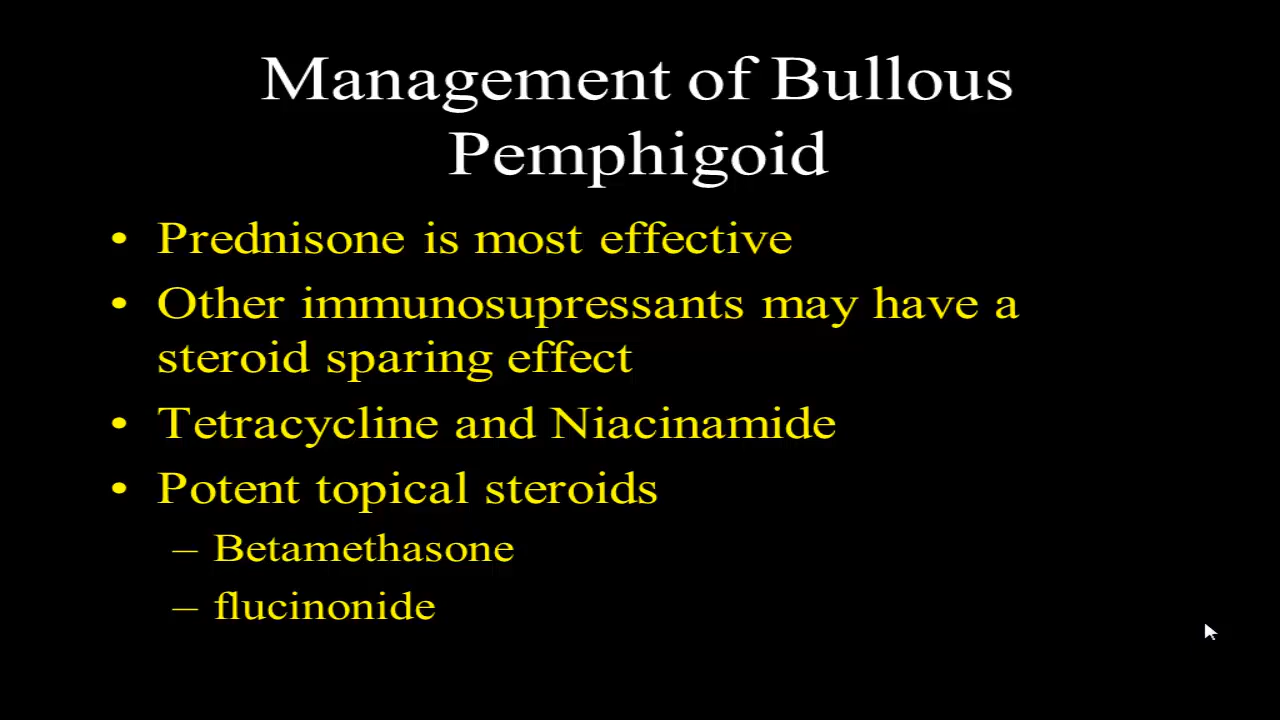 Management of Bullous
Pemphigoid
• Prednisone is most effective
• Other immunosupressants may have a
steroid sparing effect
• Tetracycline and Niacinamide
• Potent topical steroids
– Betamethasone
– flucinonide